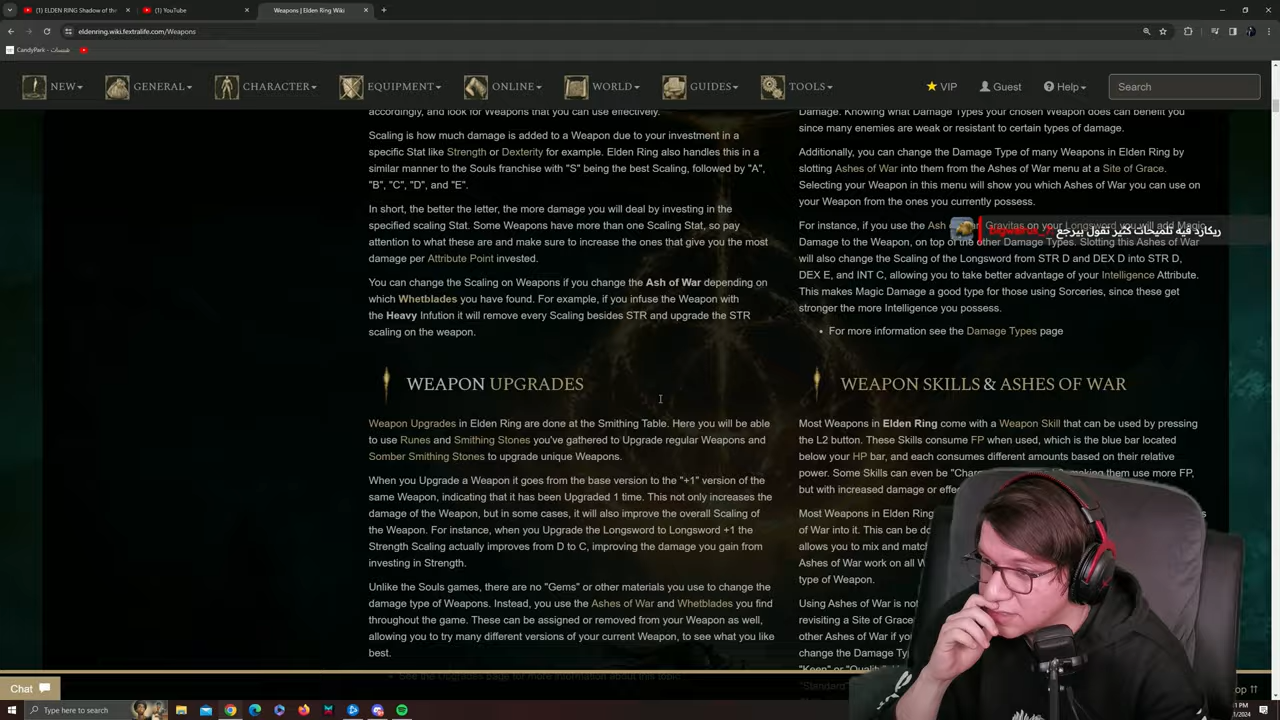 ELDEN RING Shadow of the
(1) YouTube
Weapons | Elden Ring Wiki
eldenring.wiki.fextralife.com/Weapons
CandyPark
NEW
GENERAL
CHARACTER
EQUIPMENT
ONLINE
WORLD
GUIDES
TOOLS
VIP
Guest
Help
Search
accordingly, and look for Weapons that you can use effectively.
Scaling is how much damage is added to a Weapon due to your investment in a
specific Stat like Strength or Dexterity for example. Elden Ring also handles this in a
similar manner to the Souls franchise with "S" being the best Scaling, followed by "A",
"B", "C", "D", and "E".
In short, the better the letter, the more damage you will deal by investing in the
specified scaling Stat. Some Weapons have more than one Scaling Stat, so pay
attention to what these are and make sure to increase the ones that give you the most
damage per Attribute Point invested.
You can change the Scaling on Weapons if you change the Ash of War depending on
which Whetblades you have found. For example, if you infuse the Weapon with
the Heavy Infution it will remove every Scaling besides STR and upgrade the STR
scaling on the weapon.
WEAPON UPGRADES
Weapon Upgrades in Elden Ring are done at the Smithing Table. Here you will be able
to use Runes and Smithing Stones you've gathered to Upgrade regular Weapons and
Somber Smithing Stones to upgrade unique Weapons.
When you Upgrade a Weapon it goes from the base version to the "+1" version of the
same Weapon, indicating that it has been Upgraded 1 time. This not only increases the
damage of the Weapon, but in some cases, it will also improve the overall Scaling of
the Weapon. For instance, when you Upgrade the Longsword to Longsword +1 the
Strength Scaling actually improves from D to C, improving the damage you gain from
investing in Strength.
Unlike the Souls games, there are no "Gems" or other materials you use to change the
damage type of Weapons. Instead, you use the Ashes of War and Whetblades you find
throughout the game. These can be assigned or removed from your Weapon as well,
allowing you to try many different versions of your current Weapon, to see what you like
best.
See the Upgrades page for more information about this topic.
Damage. Knowing what Damage Types your chosen Weapon does can benefit you
since many enemies are weak or resistant to certain types of damage.
Additionally, you can change the Damage Type of many Weapons in Elden Ring by
slotting Ashes of War into them from the Ashes of War menu at a Site of Grace.
Selecting your Weapon in this menu will show you which Ashes of War you can use on
your Weapon from the ones you currently possess.
For instance, if you use the Ash Gravitas on your Longsword you will add Magic
ريكارد فيه تلميحات كثير تقول بيرجع
Damage to the Weapon, on top of the other Damage Types. Slotting this Ashes of War
will also change the Scaling of the Longsword from STR D and DEX D into STR D,
DEX E, and INT C, allowing you to take better advantage of your Intelligence Attribute.
This makes Magic Damage a good type for those using Sorceries, since these get
stronger the more Intelligence you possess.
For more information see the Damage Types page
WEAPON SKILLS & ASHES OF WAR
Most Weapons in Elden Ring come with a Weapon Skill that can be used by pressing
the L2 button. These Skills consume FP when used, which is the blue bar located
below your HP bar, and each consumes different amounts based on their relative
power. Some Skills can even be making them use more FP,
but with increased damage or
Most Weapons in Elden Ring
of War into it. This can be
allows you to mix and match
Ashes of War work on all
type of Weapon.
Using Ashes of War is not
revisiting a Site of Grace
other Ashes of War if you
change the Damage
"Keen" or
"Standard"
Chat
Type here to search